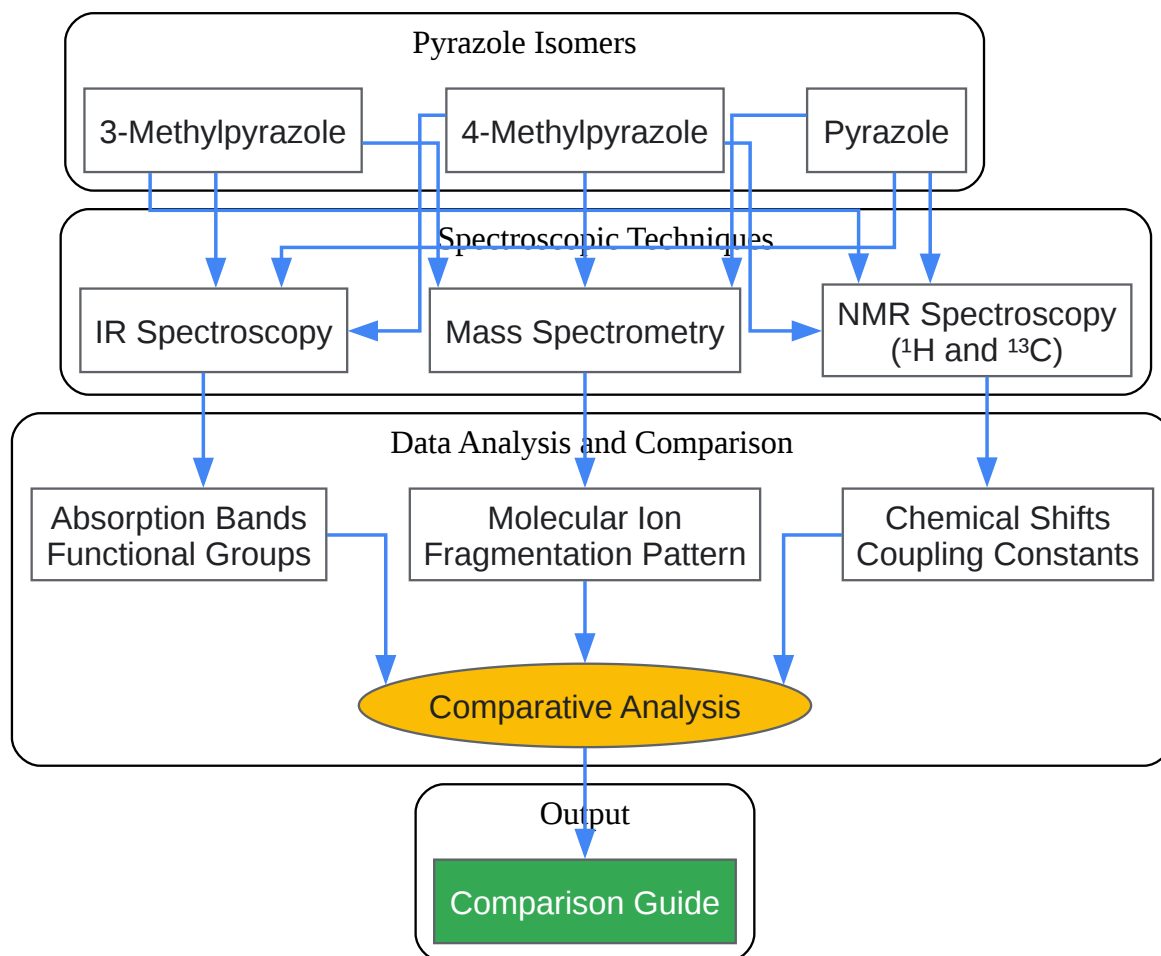 Pyrazole Isomers
3-Methylpyrazole
4-Methylpyrazole
Pyrazole
Spectroscopic Techniques
IR Spectroscopy
Mass Spectrometry
NMR Spectroscopy
(¹H and ¹³C)
Data Analysis and Comparison
Absorption Bands
Functional Groups
Molecular Ion
Fragmentation Pattern
Chemical Shifts
Coupling Constants
Comparative Analysis
Output
Comparison Guide